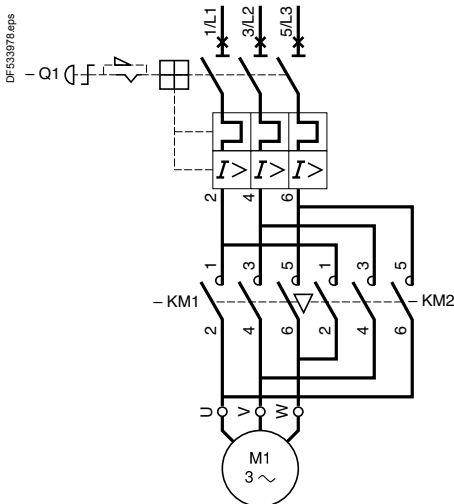 DF533978.eps
1/L1 3/L2 5/L3
– Q1
I > I > I >
2 4 6
1 3 5 1 3 5
– KM1 – KM2
2 4 6 2 4 6
U V W
M1
3 ~